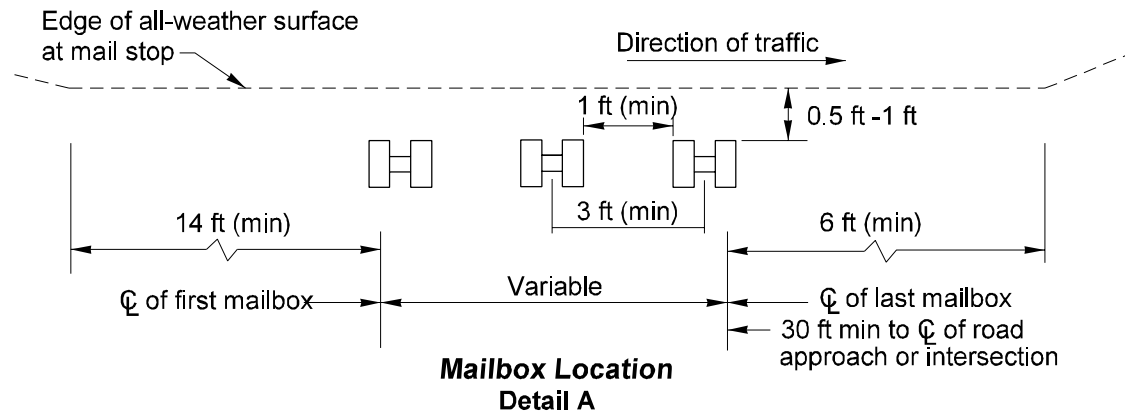 Edge of all-weather surface
at mail stop
Direction of traffic
1 ft (min)
0.5 ft -1 ft
3 ft (min)
14 ft (min)
6 ft (min)
℄ of first mailbox
Variable
℄ of last mailbox
30 ft min to ℄ of road
approach or intersection
Mailbox Location
Detail A